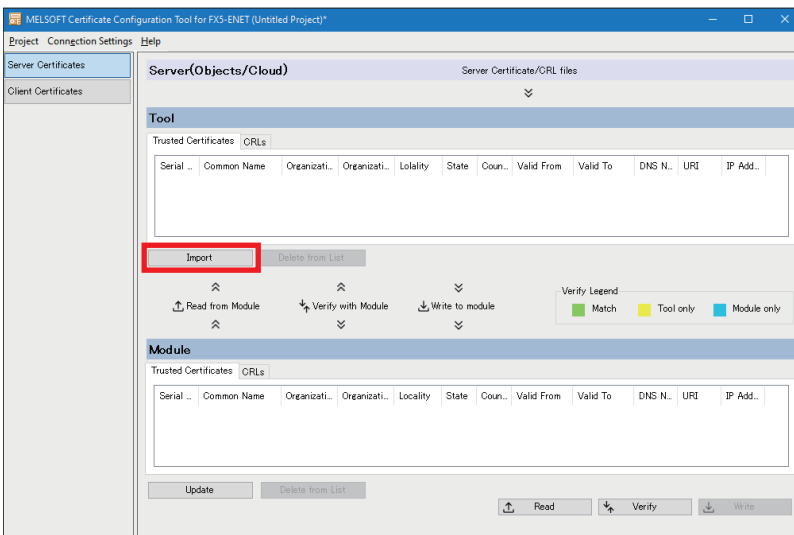 MELSOFT Certificate Configuration Tool for FX5-ENET (Untitled Project)*
Project Connection Settings Help
Server Certificates
Client Certificates
Server(Objects/Cloud) Server Certificate/CRL files
Tool
Trusted Certificates CRLs
Serial ... Common Name Organizati... Organizati... Lolality State Coun... Valid From Valid To DNS N... URI IP Add...
Import Delete from List
Read from Module Verify with Module Write to module
Verify Legend
Match Tool only Module only
Module
Trusted Certificates CRLs
Serial ... Common Name Organizati... Organizati... Locality State Coun... Valid From Valid To DNS N... URI IP Add...
Update Delete from List
Read Verify Write